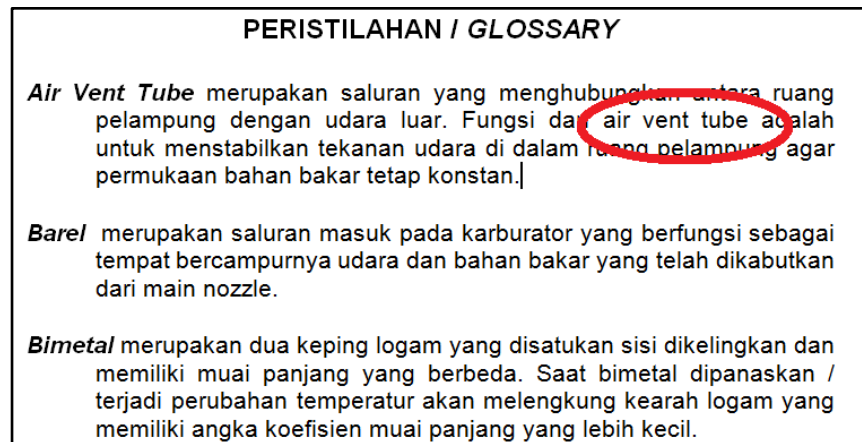 PERISTILAHAN / GLOSSARY
Air Vent Tube merupakan saluran yang menghubungkan antara ruang
pelampung dengan udara luar. Fungsi dari air vent tube adalah
untuk menstabilkan tekanan udara di dalam ruang pelampung agar
permukaan bahan bakar tetap konstan.
Barel merupakan saluran masuk pada karburator yang berfungsi sebagai
tempat bercampurnya udara dan bahan bakar yang telah dikabutkan
dari main nozzle.
Bimetal merupakan dua keping logam yang disatukan sisi dikelingkan dan
memiliki muai panjang yang berbeda. Saat bimetal dipanaskan /
terjadi perubahan temperatur akan melengkung kearah logam yang
memiliki angka koefisien muai panjang yang lebih kecil.